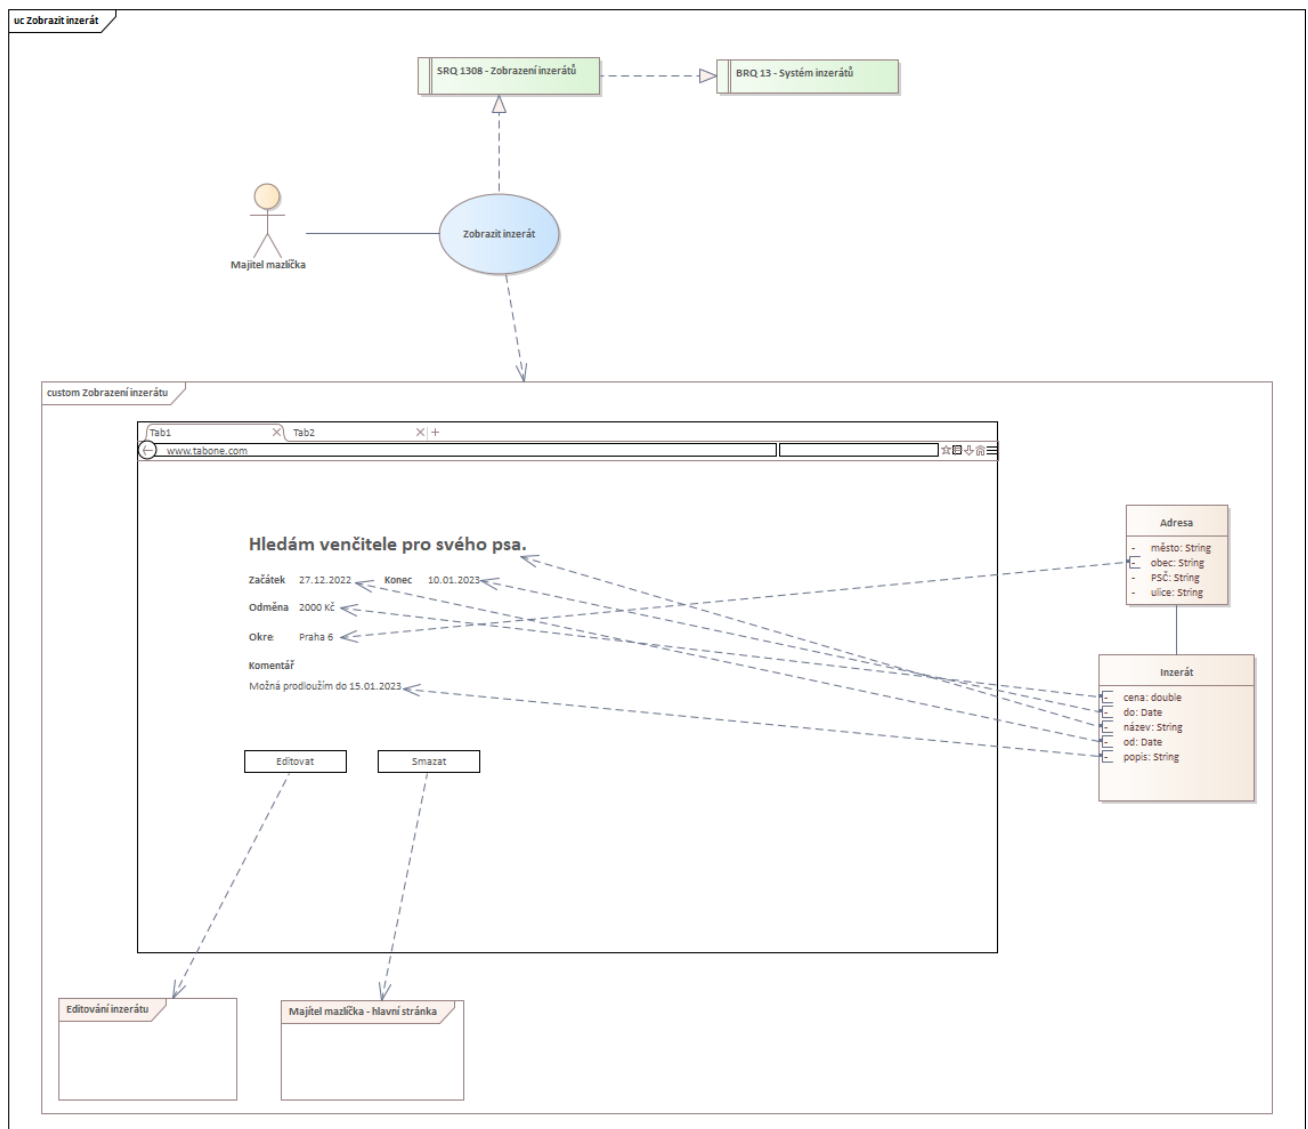 uc Zobrazit inzerát
SRQ 1308 - Zobrazení inzerátů
BRQ 13 - Systém inzerátů
Zobrazit inzerát
Majitel mazlíčka
custom Zobrazení inzerátu
Tab1
Tab2
www.tabone.com
Hledám venčitele pro svého psa.
Začátek 27.12.2022 Konec 10.01.2023
Odměna 2000 Kč
Okre: Praha 6
Komentář
Možná prodloužím do 15.01.2023
Editovat
Smazat
Adresa
- město: String
- obec: String
- PSČ: String
- ulice: String
Inzerát
- cena: double
- do: Date
- název: String
- od: Date
- popis: String
Editování inzerátu
Majitel mazlíčka - hlavní stránka